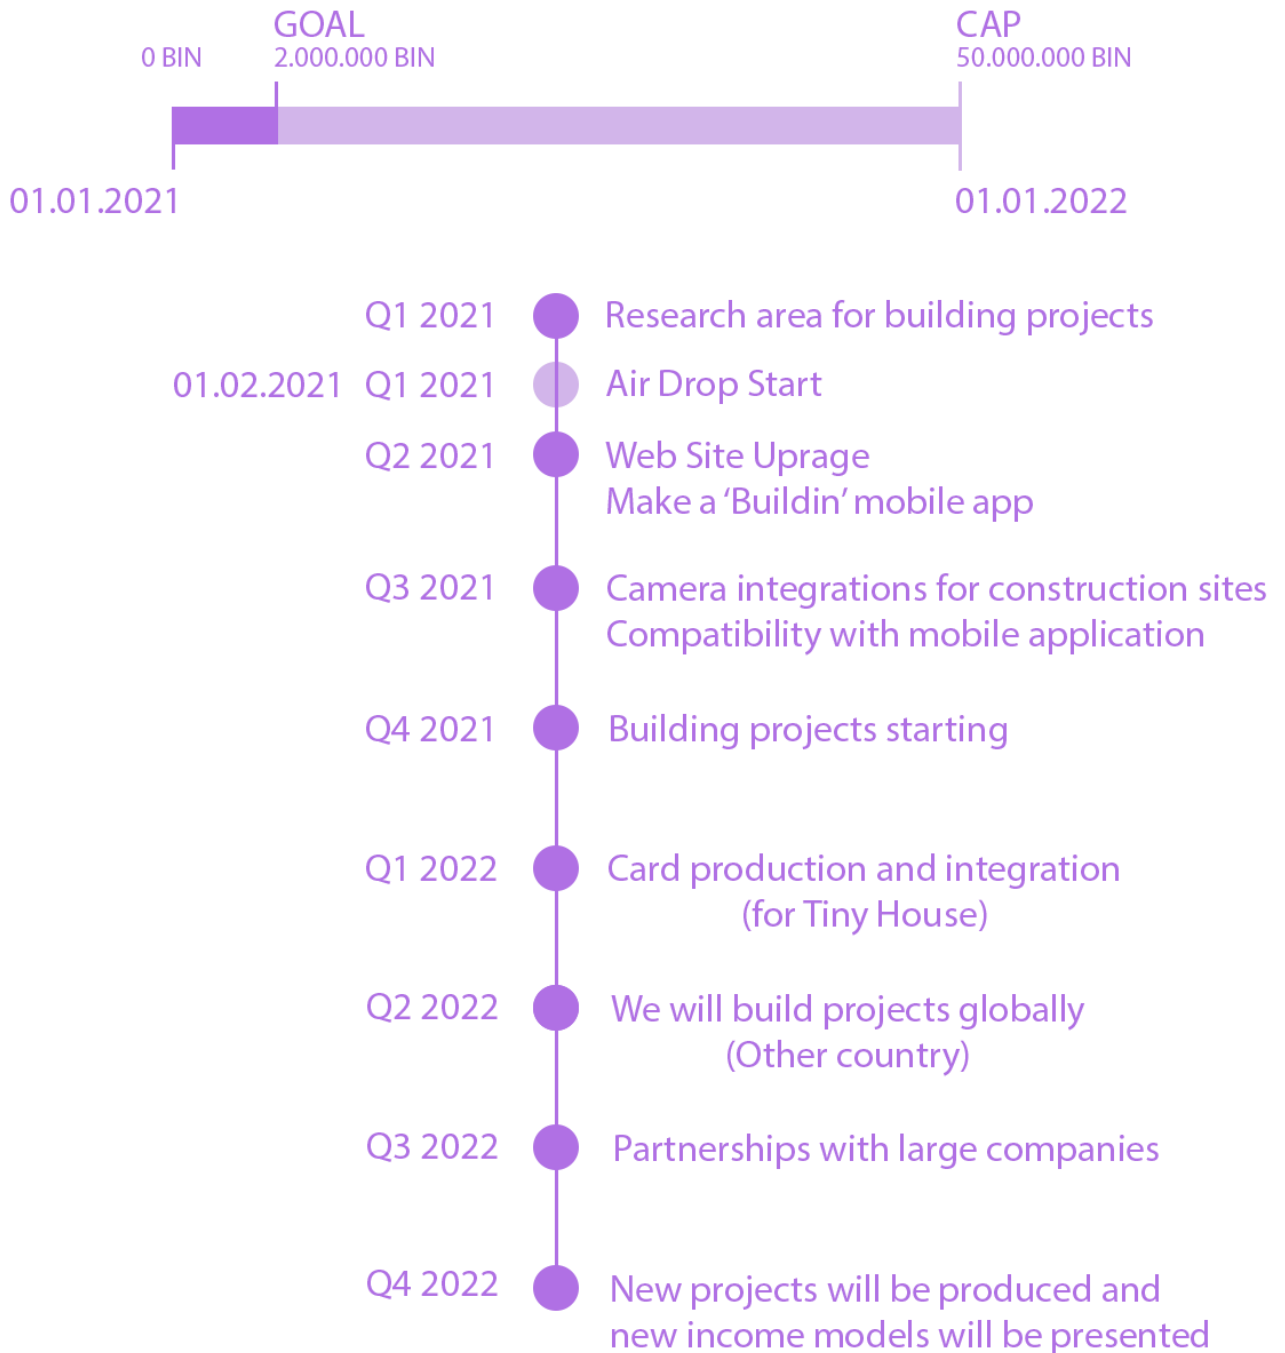 GOAL
CAP
0 BIN
2.000.000 BIN
50.000.000 BIN
01.01.2021
01.01.2022
Q1 2021
Research area for building projects
01.02.2021
Q1 2021
Air Drop Start
Q2 2021
Web Site Uprage
Make a ‘Buildin’ mobile app
Q3 2021
Camera integrations for construction sites
Compatibility with mobile application
Q4 2021
Building projects starting
Q1 2022
Card production and integration
(for Tiny House)
Q2 2022
We will build projects globally
(Other country)
Q3 2022
Partnerships with large companies
Q4 2022
New projects will be produced and
new income models will be presented